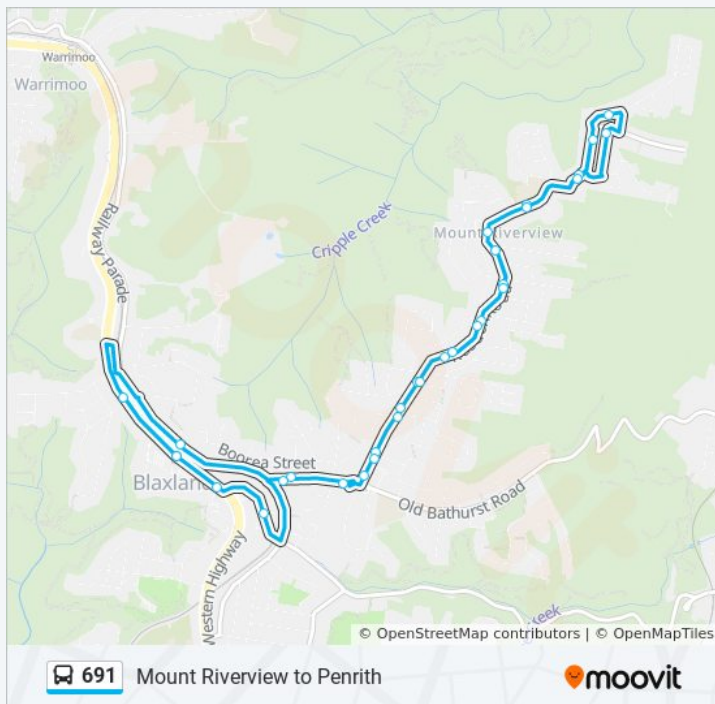 Warrimoo
Warrimoo
Railway Parade
Cripple Creek
Mount Riverview
Boorea Street
Blaxland
Old Bathurst Road
Western Highway
© OpenStreetMap contributors | © OpenMapTiles
691 Mount Riverview to Penrith
moovit